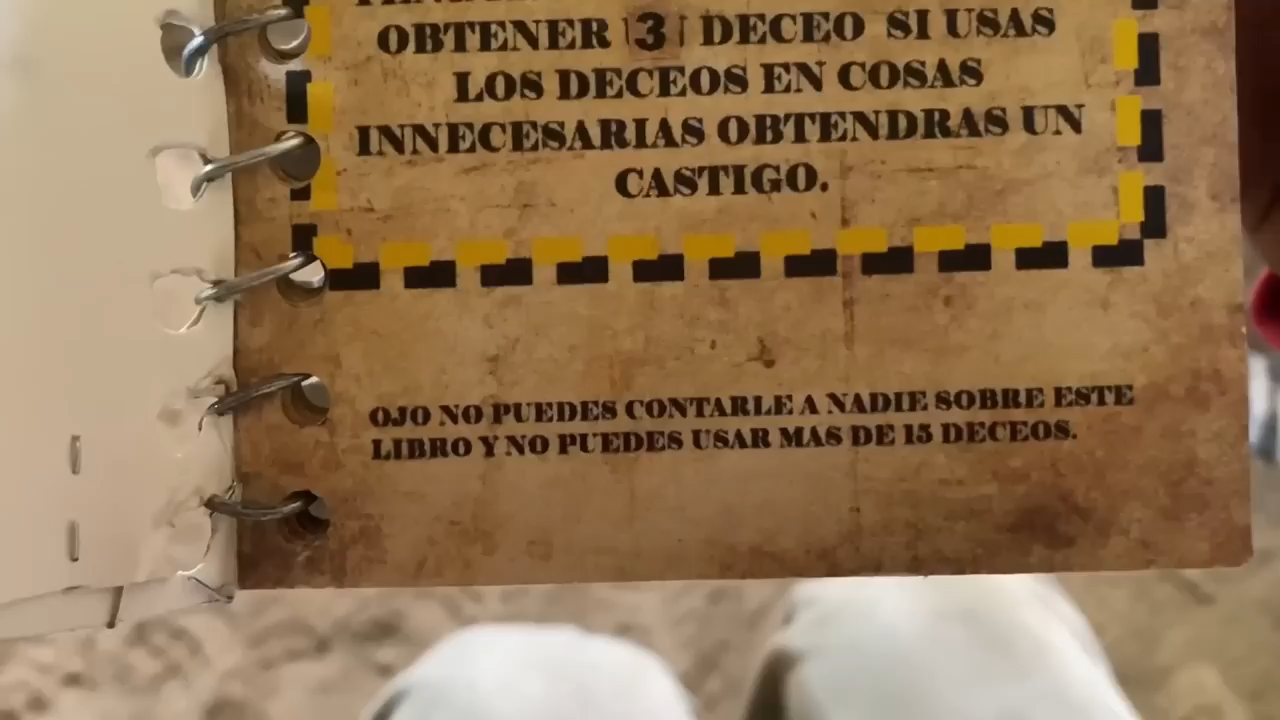 OBTENER 3 DECEO SI USAS
LOS DECEOS EN COSAS
INNECESARIAS OBTENDRAS UN
CASTIGO.
OJO NO PUEDES CONTARLE A NADIE SOBRE ESTE
LIBRO Y NO PUEDES USAR MAS DE 15 DECEOS.